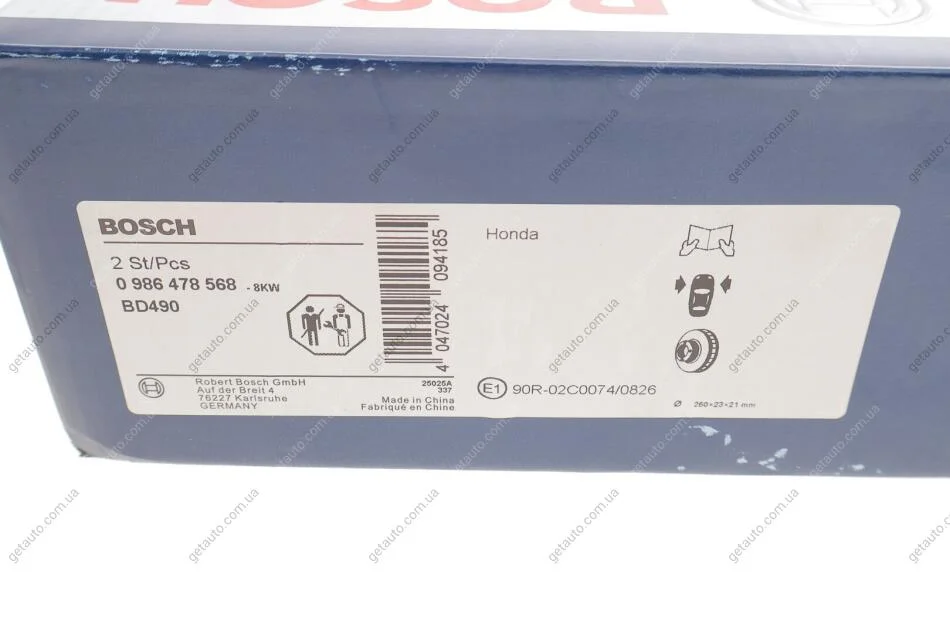 BOSCH
BOSCH
2 St/Pcs
0 986 478 568 - 8KW
BD490
4 047024 094185
Robert Bosch GmbH
Auf der Breit 4
76227 Karlsruhe
GERMANY
25025A
337
Made in China
Fabriqué en Chine
Honda
E1 90R-02C0074/0826
Ø 260×23×21 mm
getauto.com.ua